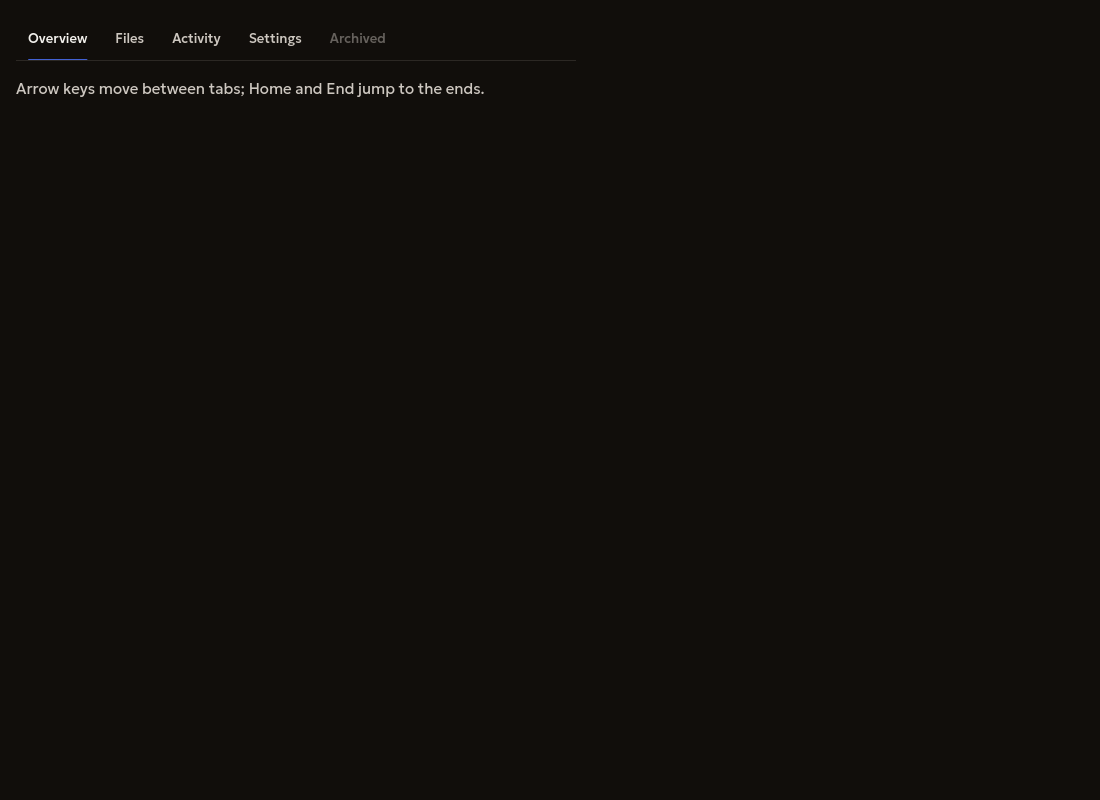 Overview Files Activity Settings Archived
Arrow keys move between tabs; Home and End jump to the ends.